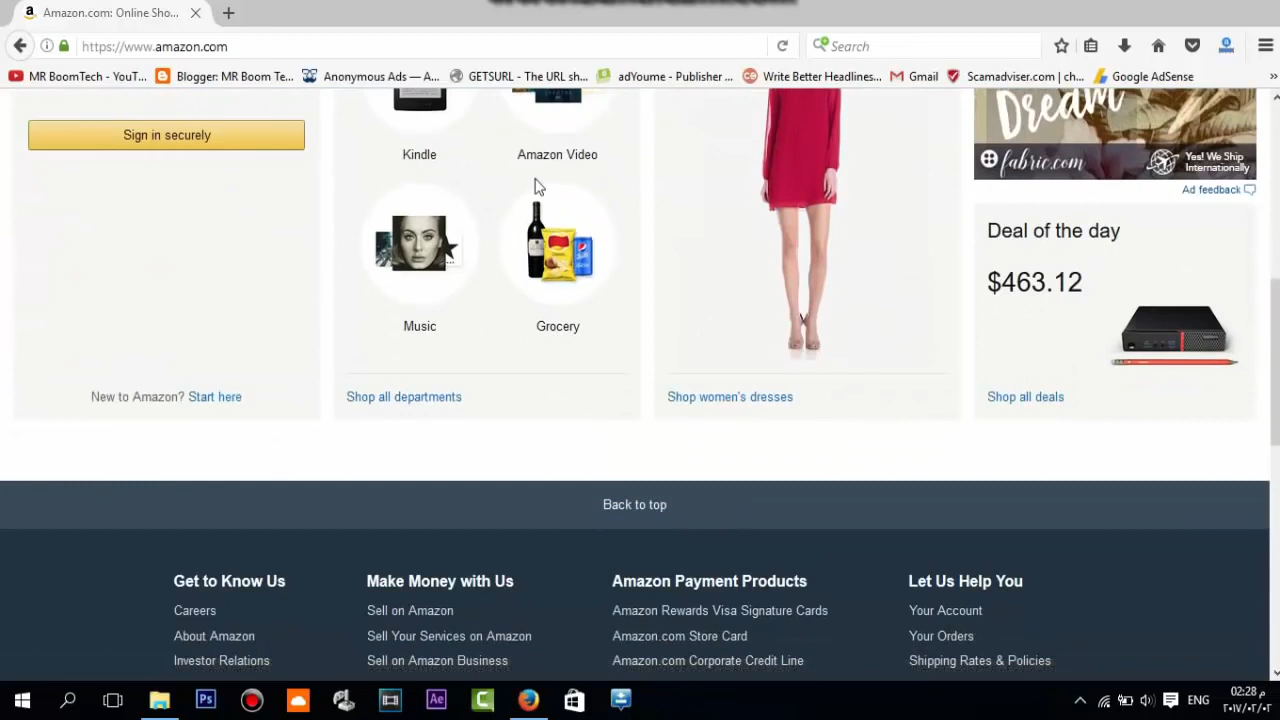 Amazon.com: Online Sho...
https://www.amazon.com
Search
MR BoomTech - YouT...
Blogger: MR Boom Te...
Anonymous Ads — A...
GETSURL - The URL sh...
adYoume - Publisher ...
Write Better Headlines...
Gmail
Scamadviser.com | ch...
Google AdSense
Sign in securely
New to Amazon? Start here
Kindle
Amazon Video
Music
Grocery
Shop all departments
Shop women's dresses
Dream
fabric.com
Yes! We Ship
Internationally
Ad feedback
Deal of the day
$463.12
Shop all deals
Back to top
Get to Know Us
Careers
About Amazon
Investor Relations
Make Money with Us
Sell on Amazon
Sell Your Services on Amazon
Sell on Amazon Business
Amazon Payment Products
Amazon Rewards Visa Signature Cards
Amazon.com Store Card
Amazon.com Corporate Credit Line
Let Us Help You
Your Account
Your Orders
Shipping Rates & Policies
Ps
Ae
ENG
م 02:28
٢٠١٧/٠٢/٠٢